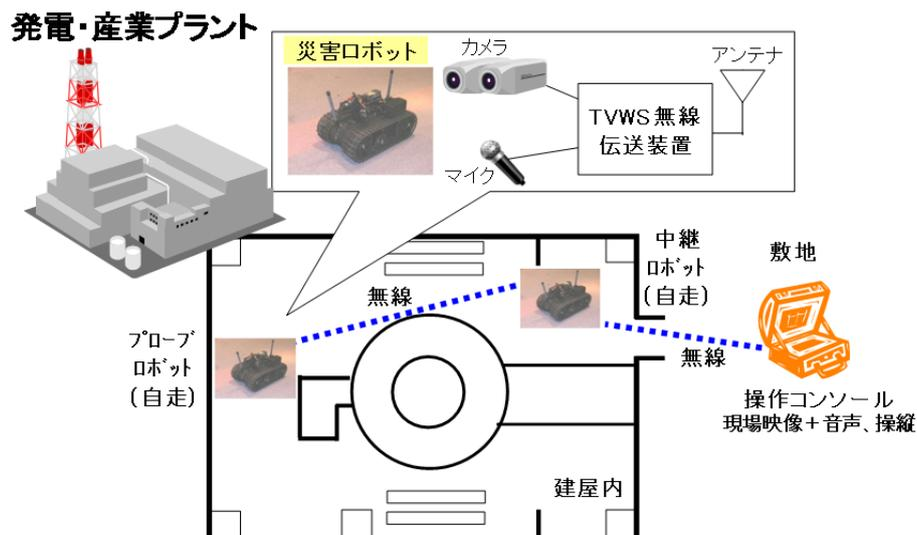 発電・産業プラント
災害ロボット
カメラ
アンテナ
TVWS無線
伝送装置
マイク
中継
ロボット
(自走)
敷地
無線
プローブ
ロボット
(自走)
無線
操作コンソール
現場映像+音声、操縦
建屋内